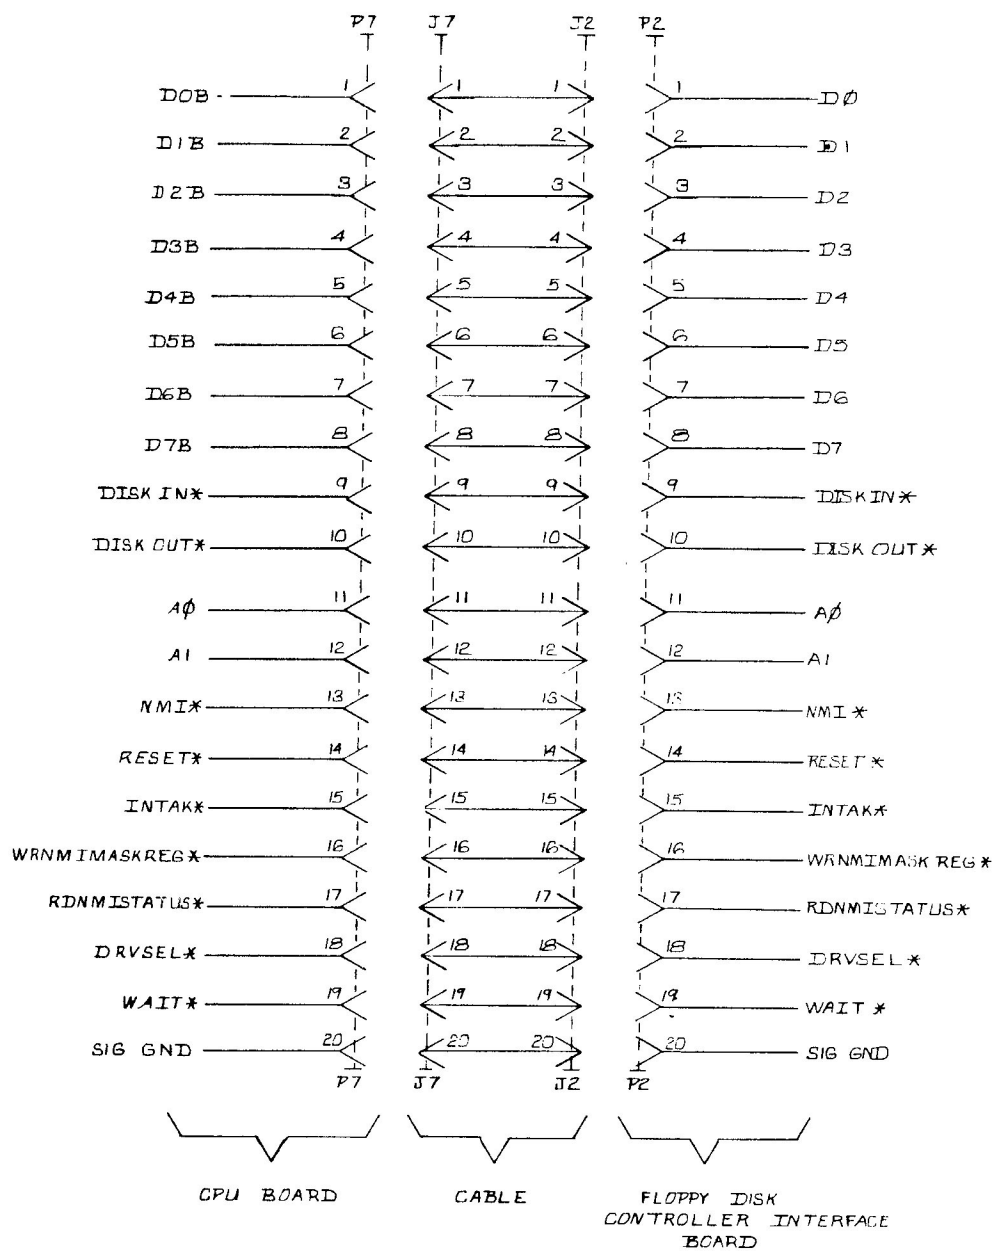 P7 J7 J2 P2
D0B 1 1 1 1 DØ
D1B 2 2 2 2 D1
D2B 3 3 3 3 D2
D3B 4 4 4 4 D3
D4B 5 5 5 5 D4
D5B 6 6 6 6 D5
D6B 7 7 7 7 D6
D7B 8 8 8 8 D7
DISK IN* 9 9 9 9 DISK IN*
DISK OUT* 10 10 10 10 DISK OUT*
AØ 11 11 11 11 AØ
A1 12 12 12 12 A1
NMI* 13 13 13 13 NMI*
RESET* 14 14 14 14 RESET*
INTAK* 15 15 15 15 INTAK*
WRNMIMASKREG* 16 16 16 16 WRNMIMASKREG*
RDNMISTATUS* 17 17 17 17 RDNMISTATUS*
DRVSEL* 18 18 18 18 DRVSEL*
WAIT* 19 19 19 19 WAIT*
SIG GND 20 20 20 20 SIG GND
P7 J7 J2 P2
CPU BOARD
CABLE
FLOPPY DISK
CONTROLLER INTERFACE
BOARD